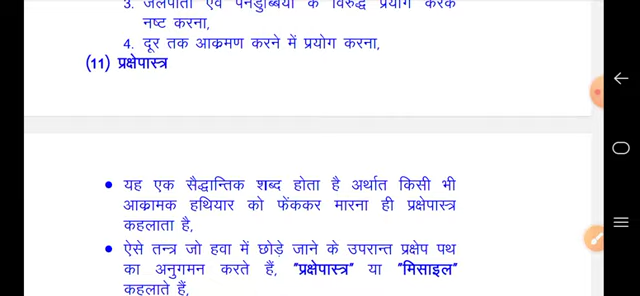 3. जलपोतों एवं पनडुब्बियों के विरुद्ध प्रयोग करके
नष्ट करना,
4. दूर तक आक्रमण करने में प्रयोग करना,
(11) प्रक्षेपास्त्र
• यह एक सैद्धान्तिक शब्द होता है अर्थात किसी भी
आक्रामक हथियार को फेंककर मारना ही प्रक्षेपास्त्र
कहलाता है,
• ऐसे तन्त्र जो हवा में छोड़े जाने के उपरान्त प्रक्षेप पथ
का अनुगमन करते हैं, "प्रक्षेपास्त्र" या "मिसाइल"
कहलाते हैं,